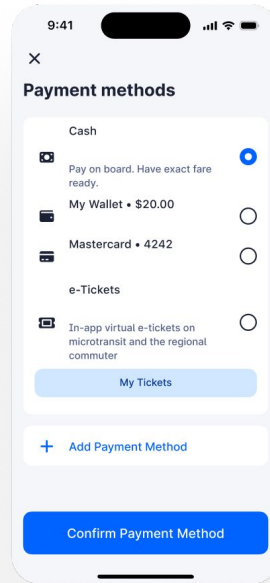 9:41
Payment methods
Cash
Pay on board. Have exact fare
ready.
My Wallet • $20.00
Mastercard • 4242
e-Tickets
In-app virtual e-tickets on
microtransit and the regional
commuter
My Tickets
+ Add Payment Method
Confirm Payment Method